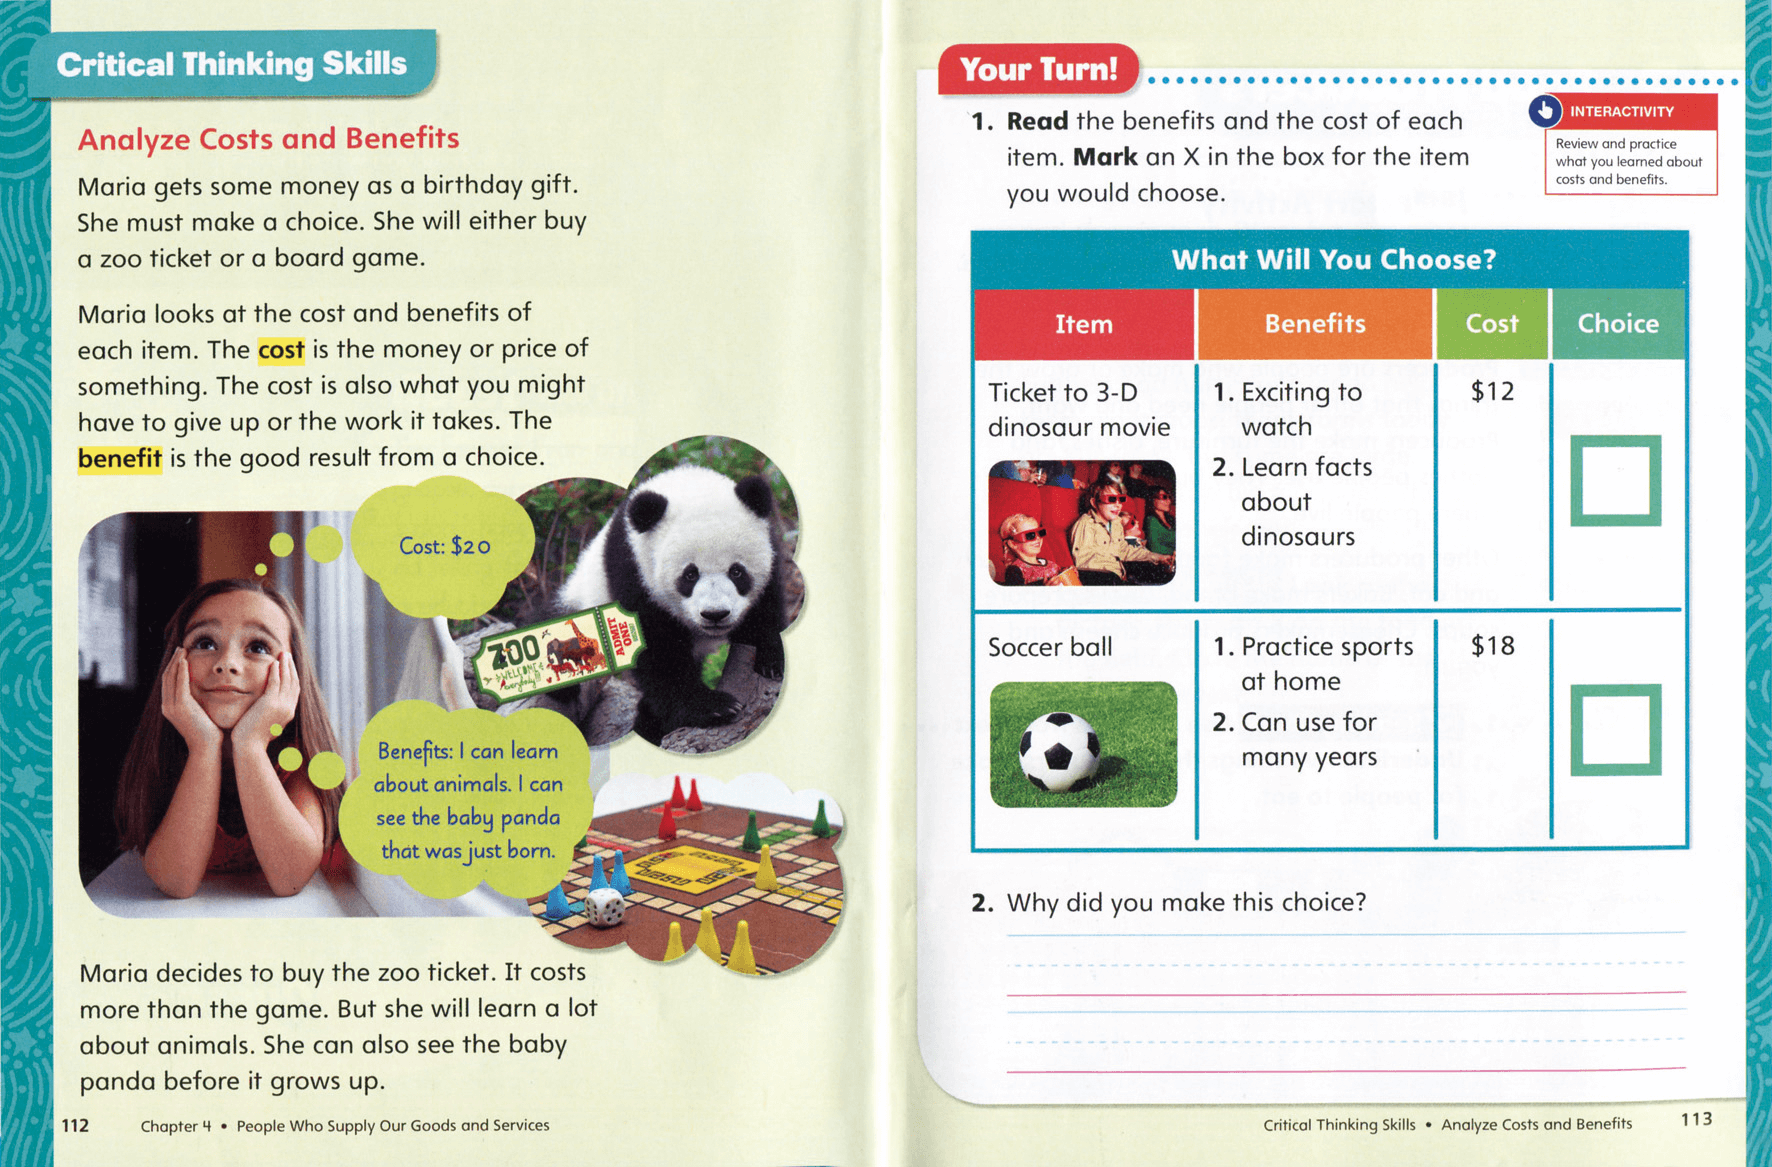 Critical Thinking Skills
Analyze Costs and Benefits
Maria gets some money as a birthday gift.
She must make a choice. She will either buy
a zoo ticket or a board game.
Maria looks at the cost and benefits of
each item. The cost is the money or price of
something. The cost is also what you might
have to give up or the work it takes. The
benefit is the good result from a choice.
Cost: $20
ZOO
WELCOME
everybody!!!
ADMIT
ONE
Benefits: I can learn
about animals. I can
see the baby panda
that was just born.
Maria decides to buy the zoo ticket. It costs
more than the game. But she will learn a lot
about animals. She can also see the baby
panda before it grows up.
112 Chapter 4 • People Who Supply Our Goods and Services
Your Turn!
1. Read the benefits and the cost of each
item. Mark an X in the box for the item
you would choose.
INTERACTIVITY
Review and practice
what you learned about
costs and benefits.
What Will You Choose?
Item Benefits Cost Choice
Ticket to 3-D
dinosaur movie
1. Exciting to
watch
2. Learn facts
about
dinosaurs
$12
Soccer ball
1. Practice sports
at home
2. Can use for
many years
$18
2. Why did you make this choice?
Critical Thinking Skills • Analyze Costs and Benefits 113